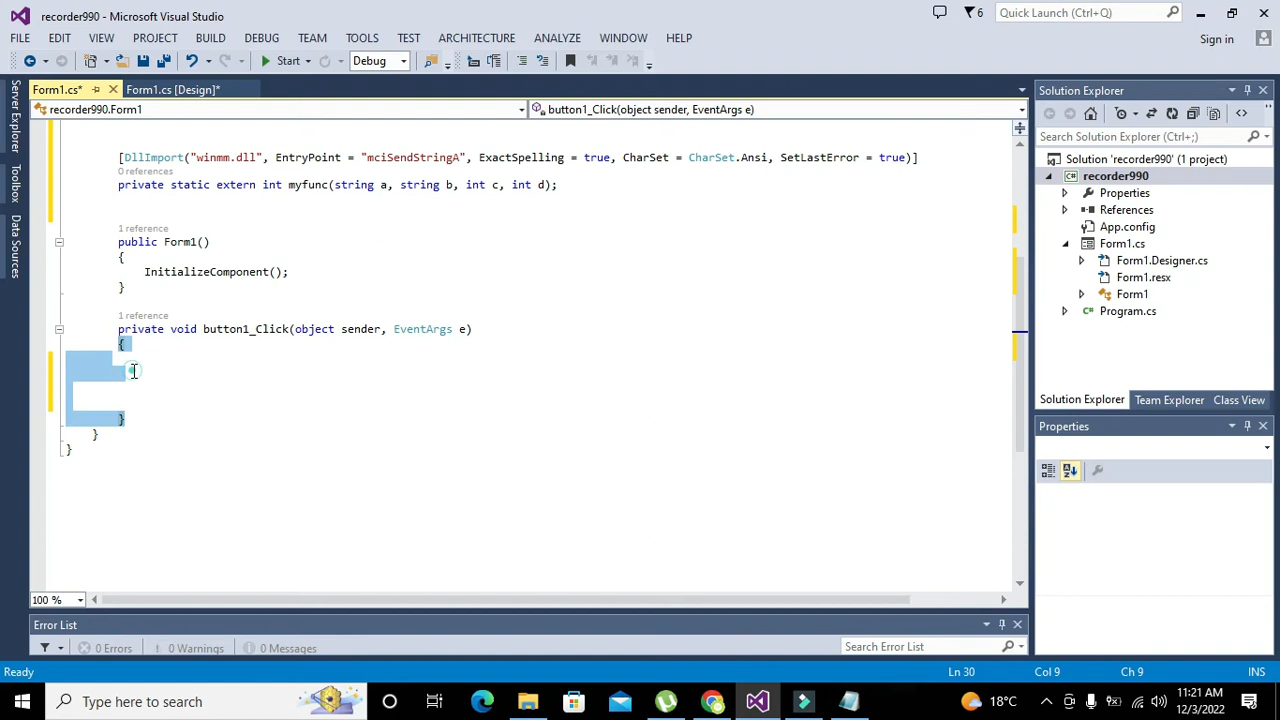 recorder990 - Microsoft Visual Studio
6
Quick Launch (Ctrl+Q)
FILE EDIT VIEW PROJECT BUILD DEBUG TEAM TOOLS TEST ARCHITECTURE ANALYZE WINDOW HELP
Sign in
Start
Debug
Form1.cs*
Form1.cs [Design]*
recorder990.Form1
button1_Click(object sender, EventArgs e)
Server Explorer
Toolbox
Data Sources
[DllImport("winmm.dll", EntryPoint = "mciSendStringA", ExactSpelling = true, CharSet = CharSet.Ansi, SetLastError = true)]
0 references
private static extern int myfunc(string a, string b, int c, int d);
1 reference
public Form1()
{
InitializeComponent();
}
1 reference
private void button1_Click(object sender, EventArgs e)
{
}
}
}
100 %
Solution Explorer
Search Solution Explorer (Ctrl+;)
Solution 'recorder990' (1 project)
recorder990
Properties
References
App.config
Form1.cs
Form1.Designer.cs
Form1.resx
Form1
Program.cs
Solution Explorer Team Explorer Class View
Properties
Error List
0 Errors
0 Warnings
0 Messages
Search Error List
Ready
Ln 30
Col 9
Ch 9
INS
Type here to search
18°C
11:21 AM
12/3/2022